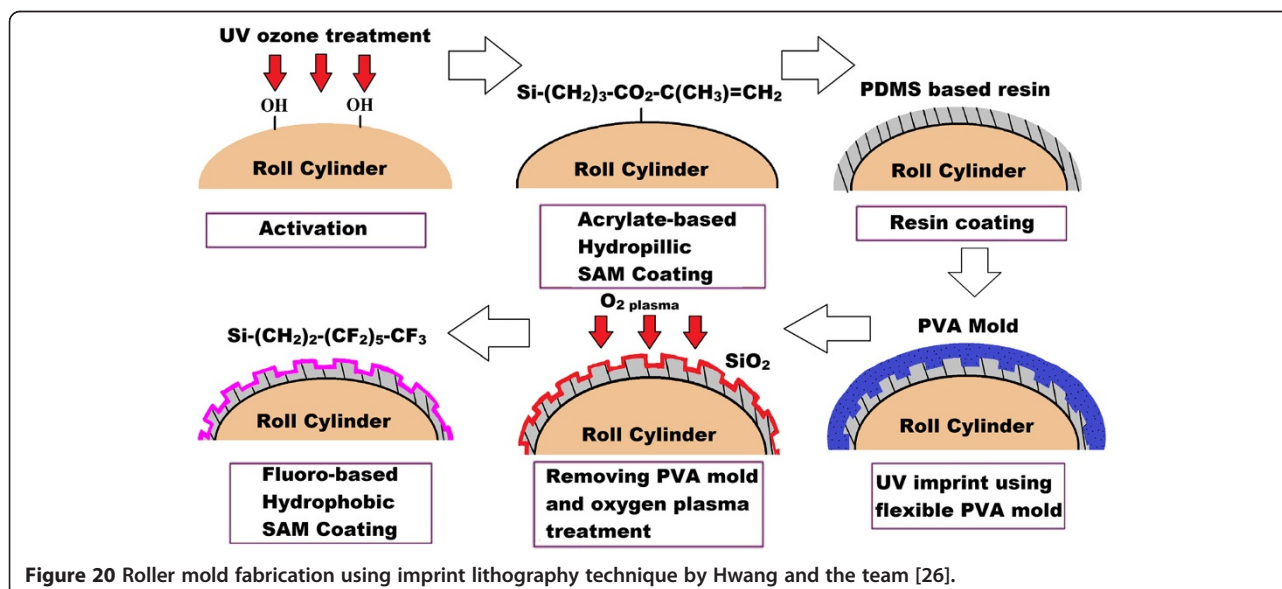 UV ozone treatment
OH
OH
Roll Cylinder
Activation
Si-(CH₂)₃-CO₂-C(CH₃)=CH₂
Roll Cylinder
Acrylate-based
Hydropillic
SAM Coating
PDMS based resin
Roll Cylinder
Resin coating
PVA Mold
Roll Cylinder
UV imprint using
flexible PVA mold
O₂ plasma
SiO₂
Roll Cylinder
Removing PVA mold
and oxygen plasma
treatment
Si-(CH₂)₂-(CF₂)₅-CF₃
Roll Cylinder
Fluoro-based
Hydrophobic
SAM Coating
Figure 20 Roller mold fabrication using imprint lithography technique by Hwang and the team [26].